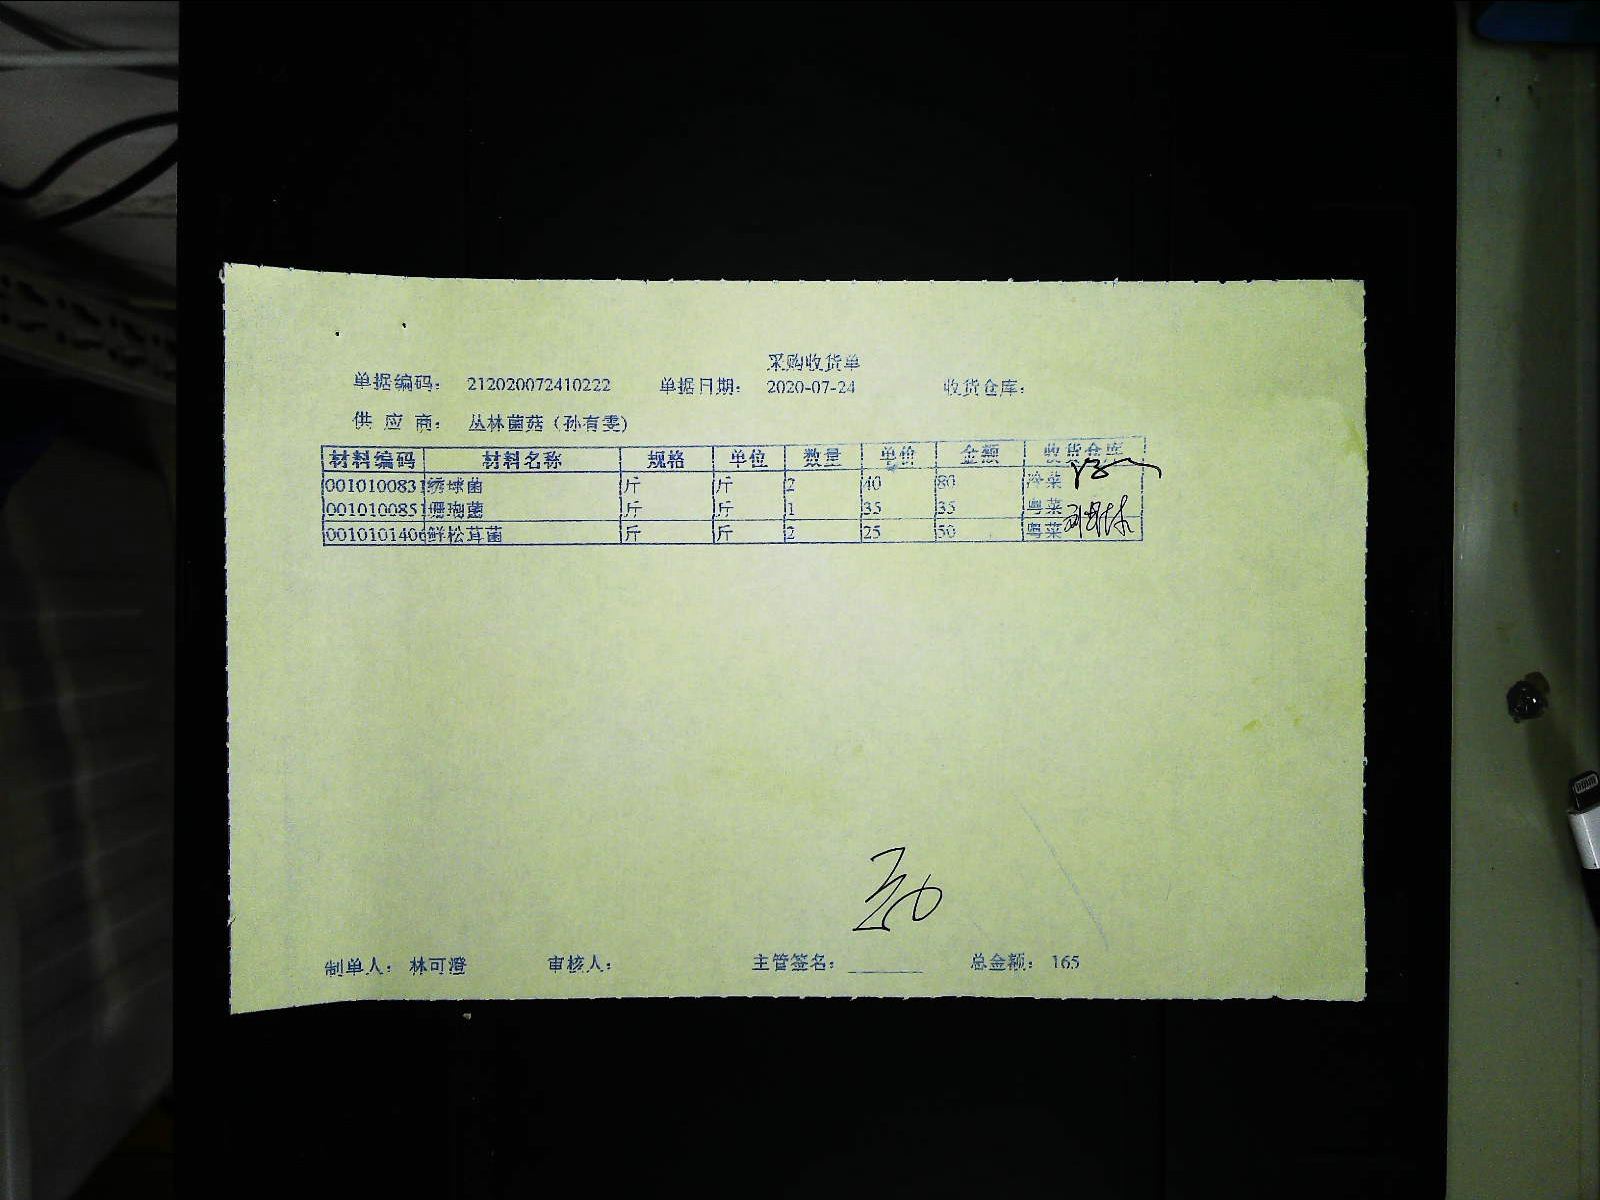 采购收货单
单据编码: 212020072410222 单据日期: 2020-07-24 收货仓库:
供 应 商: 丛林菌菇（孙有雯）
材料编码 材料名称 规格 单位 数量 单价 金额 收货仓库
0010100831 绣球菌 斤 斤 2 40 80 冷菜
0010100851 珊瑚菌 斤 斤 1 35 35 粤菜
0010101406 鲜松茸菌 斤 斤 2 25 50 粤菜
制单人: 林可澄 审核人: 主管签名: 总金额: 165